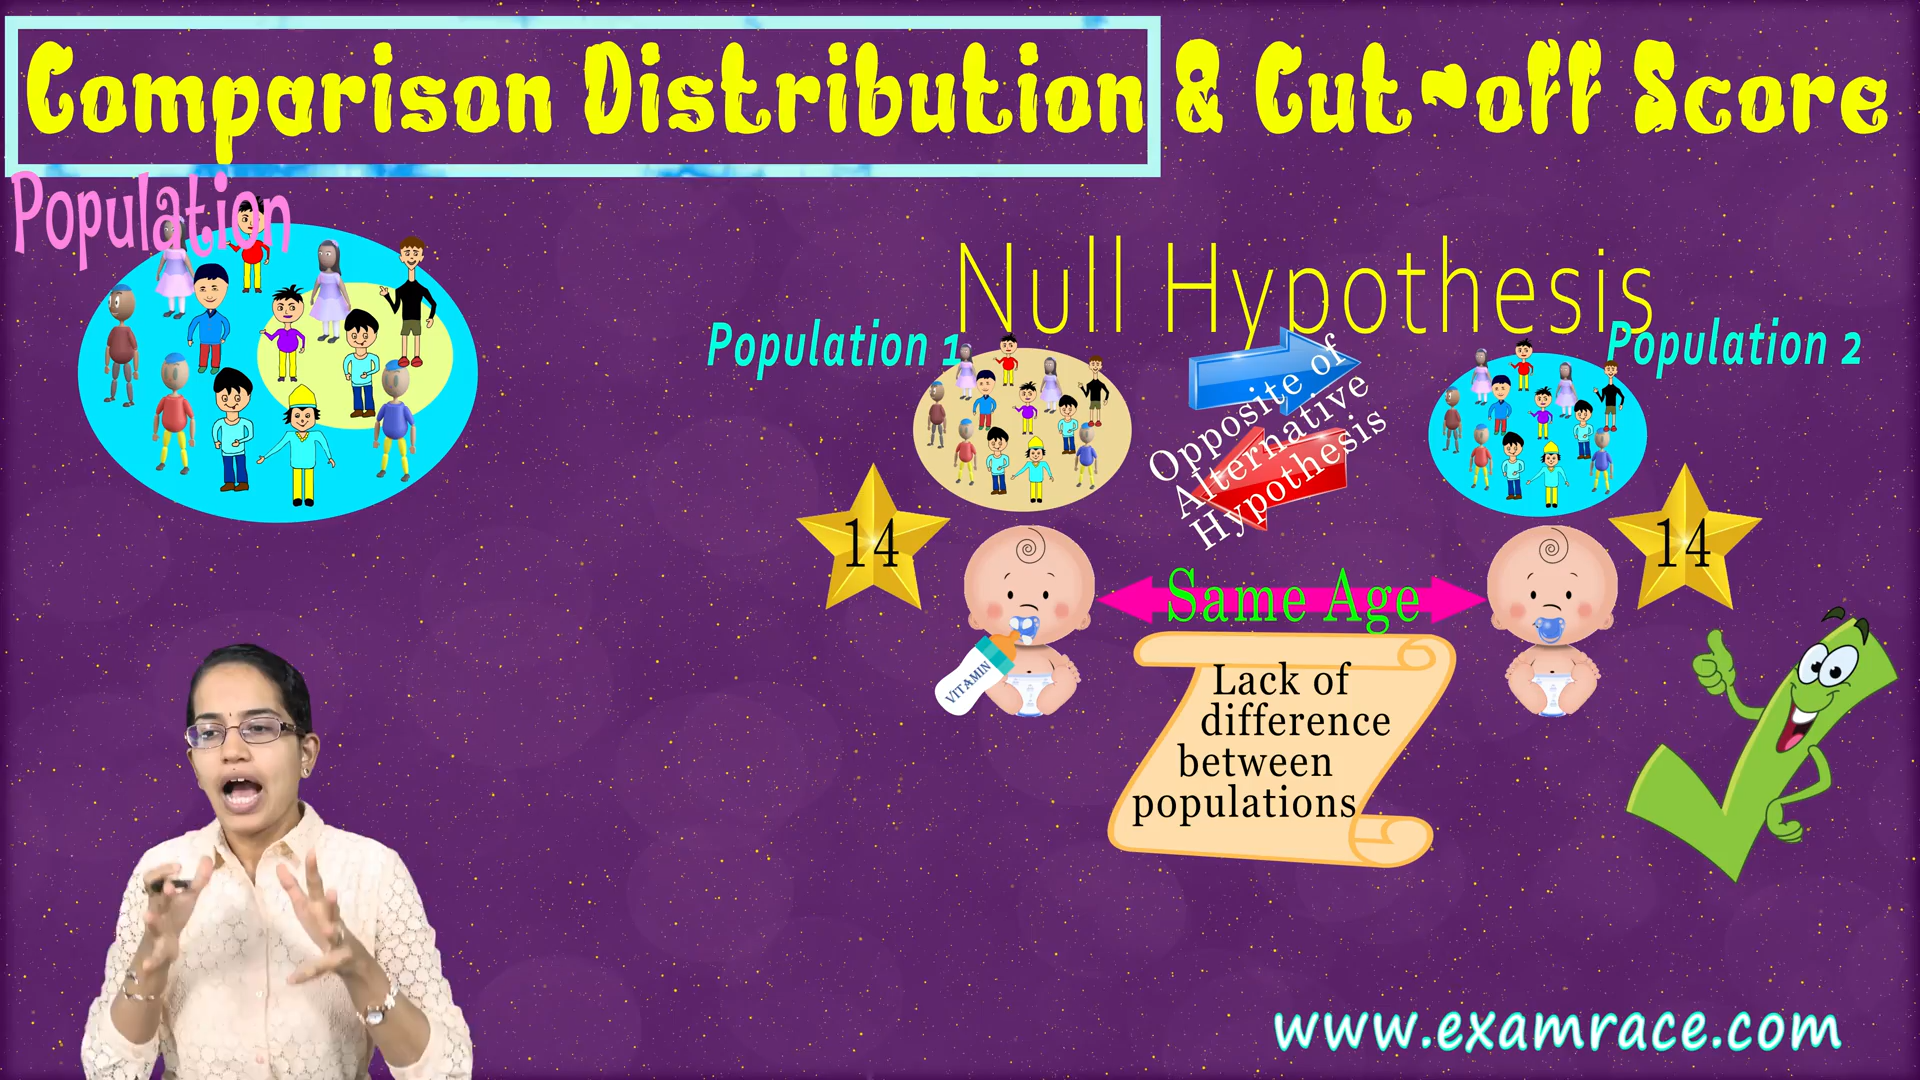 Comparison Distribution & Cut-off Score
Population
Null Hypothesis
Population 1
Population 2
Opposite of
Alternative
Hypothesis
14
14
Same Age
VITAMIN
Lack of
difference
between
populations
www.examrace.com